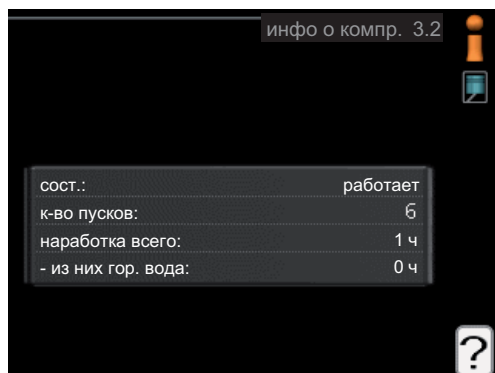 инфо о компр. 3.2
сост.: работает
к-во пусков: 6
наработка всего: 1 ч
- из них гор. вода: 0 ч
?